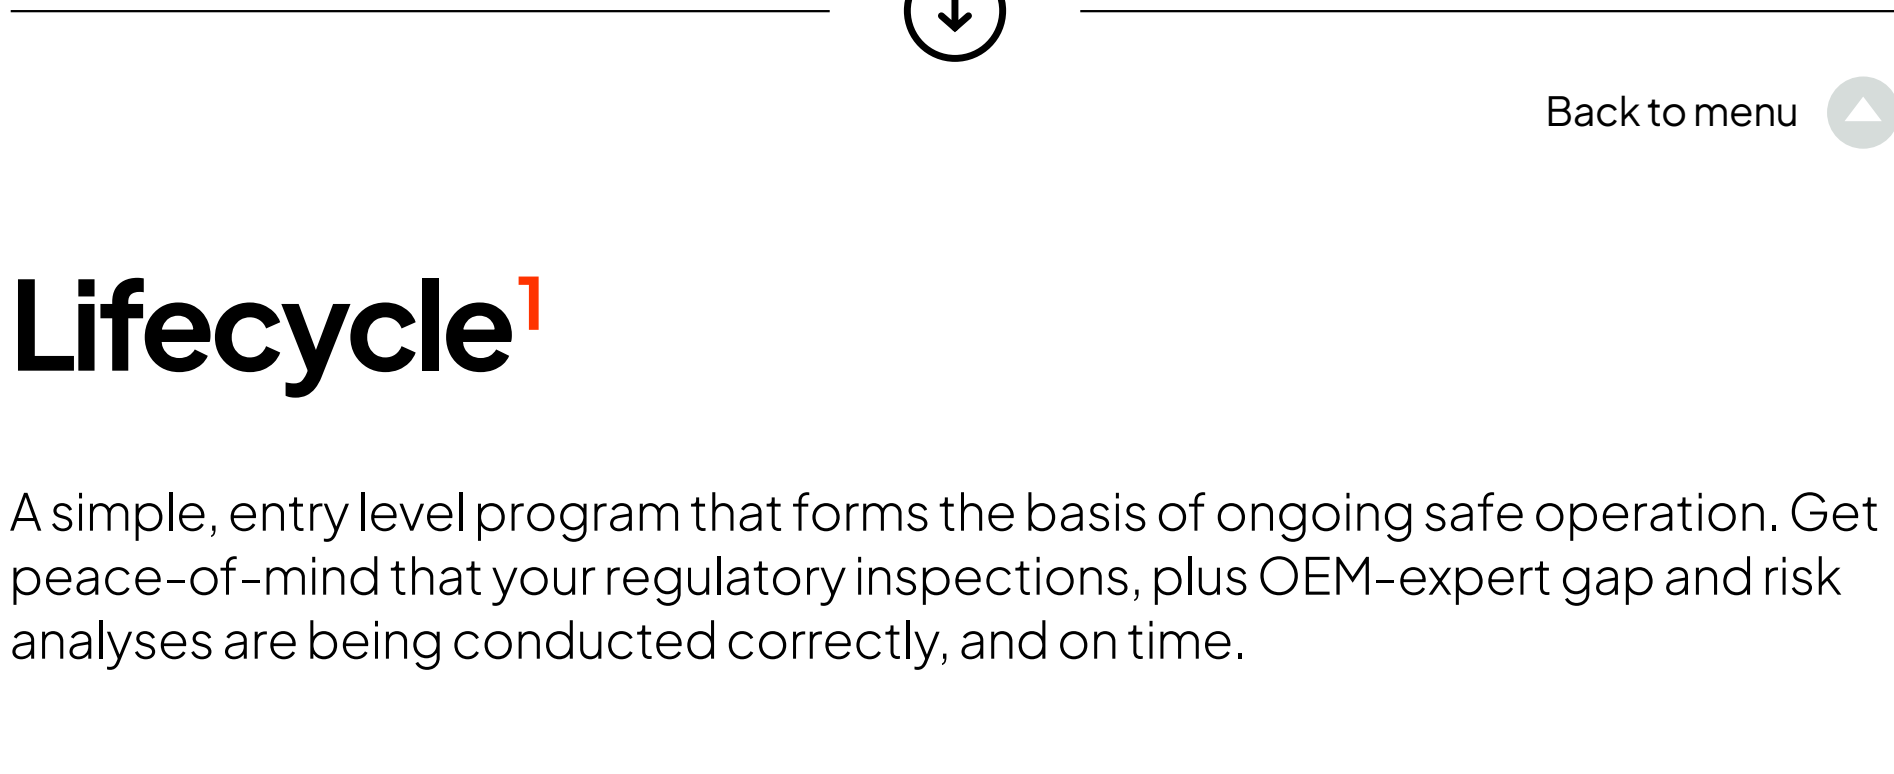 Back to menu
Lifecycle¹
A simple, entry level program that forms the basis of ongoing safe operation. Get
peace-of-mind that your regulatory inspections, plus OEM-expert gap and risk
analyses are being conducted correctly, and on time.